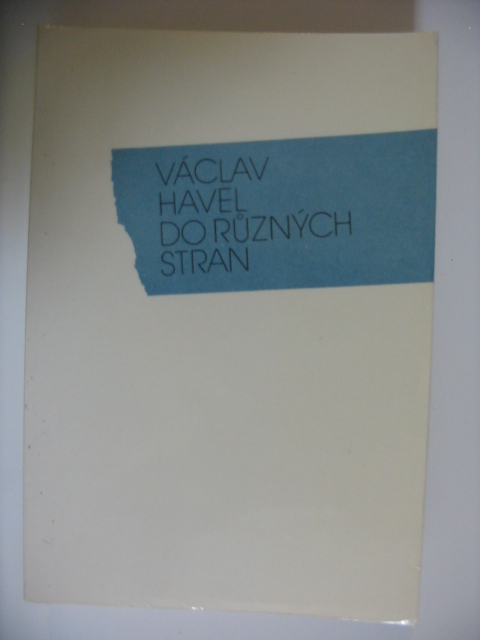 VÁCLAV
HAVEL
DO RŮZNÝCH
STRAN